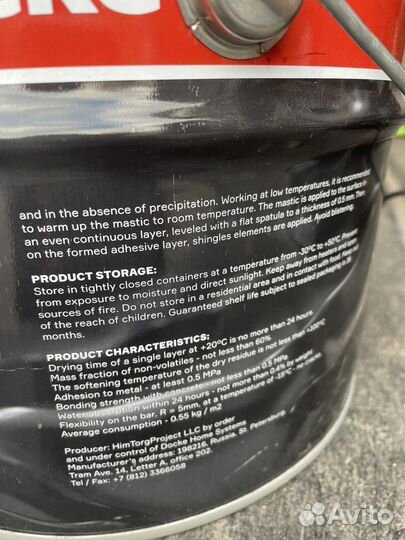 and in the absence of precipitation. Working at low temperatures, it is recommended
to warm up the mastic to room temperature. The mastic is applied to the surface in
an even continuous layer, leveled with a flat spatula to a thickness of 0.5 mm. Then
on the formed adhesive layer, shingles elements are applied. Avoid blistering.
PRODUCT STORAGE:
Store in tightly closed containers at a temperature from -30°C to +50°C. Prevent
from exposure to moisture and direct sunlight. Keep away from heaters and open
sources of fire. Do not store in a residential area and in contact with food. Keep out
of the reach of children. Guaranteed shelf life subject to sealed packaging is 36
months.
PRODUCT CHARACTERISTICS:
Drying time of a single layer at +20ºC is no more than 24 hours.
Mass fraction of non-volatiles - not less than 60%
The softening temperature of the dry residue is not less than +100°C
Adhesion to metal - at least 0.5 MPa
Bonding strength with concrete - not less than 0.5 MPa
Water absorption within 24 hours - not more than 0.4% by weight
Flexibility on the bar, R = 5mm, at a temperature of -15°C - no cracks.
Average consumption - 0.55 kg / m2
Producer: HimTorgProject LLC by order
and under control of Docke Home Systems
Manufacturer's address: 198216, Russia, St. Petersburg
Tram Ave. 14, Letter A, office 202.
Tel / Fax: +7 (812) 3366058
Avito